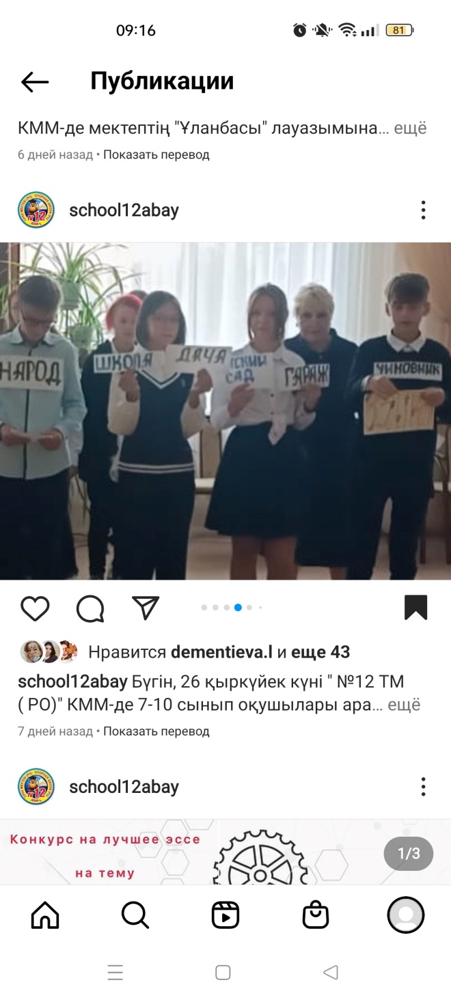 09:16
81
Публикации
КММ-де мектептің "Ұланбасы" лауазымына... ещё
6 дней назад • Показать перевод
school12abay
№12
НАРОД
ШКОЛА
ДАЧА
САД
ГАРАЖ
ЧИНОВНИК
Нравится dementieva.l и еще 43
school12abay Бүгін, 26 қыркүйек күні " №12 ТМ
( РО)" КММ-де 7-10 сынып оқушылары ара... ещё
7 дней назад • Показать перевод
№12
school12abay
Конкурс на лучшее эссе
на тему
1/3